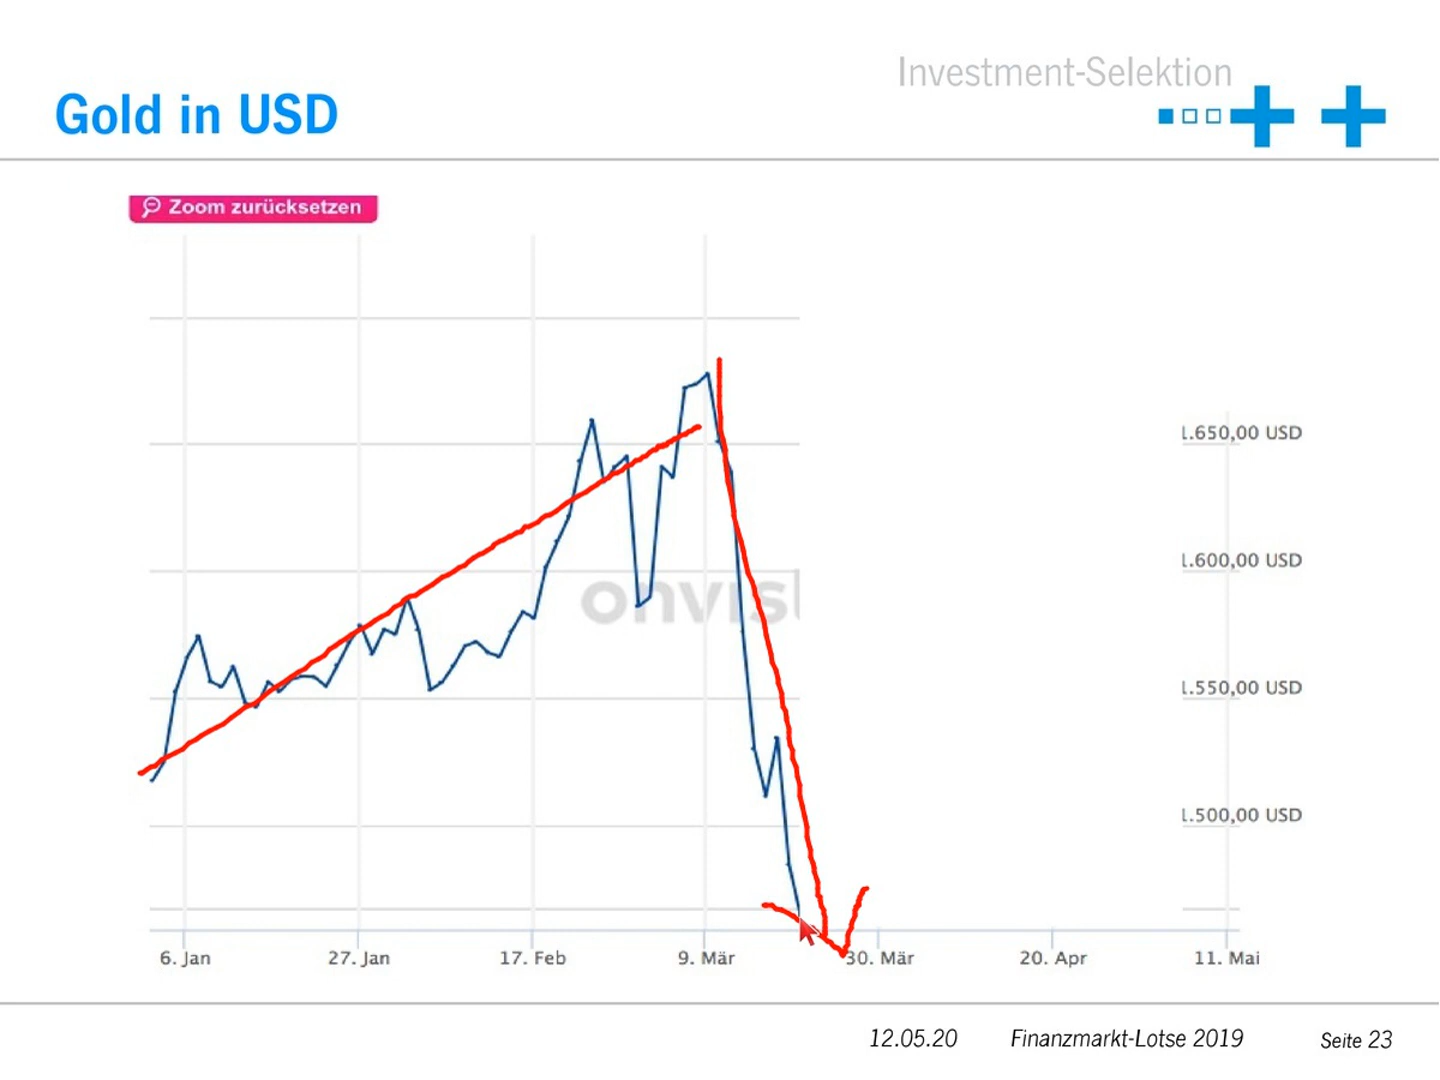 Investment-Selektion
Gold in USD
Zoom zurücksetzen
onvis
1.650,00 USD
1.600,00 USD
1.550,00 USD
1.500,00 USD
6. Jan 27. Jan 17. Feb 9. Mär 30. Mär 20. Apr 11. Mai
12.05.20 Finanzmarkt-Lotse 2019 Seite 23